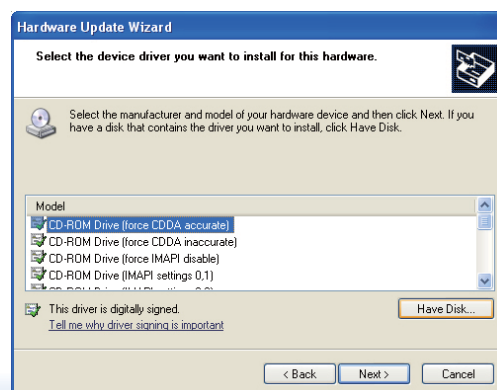 Hardware Update Wizard
Select the device driver you want to install for this hardware.
Select the manufacturer and model of your hardware device and then click Next. If you
have a disk that contains the driver you want to install, click Have Disk.
Model
CD-ROM Drive (force CDDA accurate)
CD-ROM Drive (force CDDA inaccurate)
CD-ROM Drive (force IMAPI disable)
CD-ROM Drive (IMAPI settings 0,1)
This driver is digitally signed.
Have Disk...
Tell me why driver signing is important
< Back
Next >
Cancel